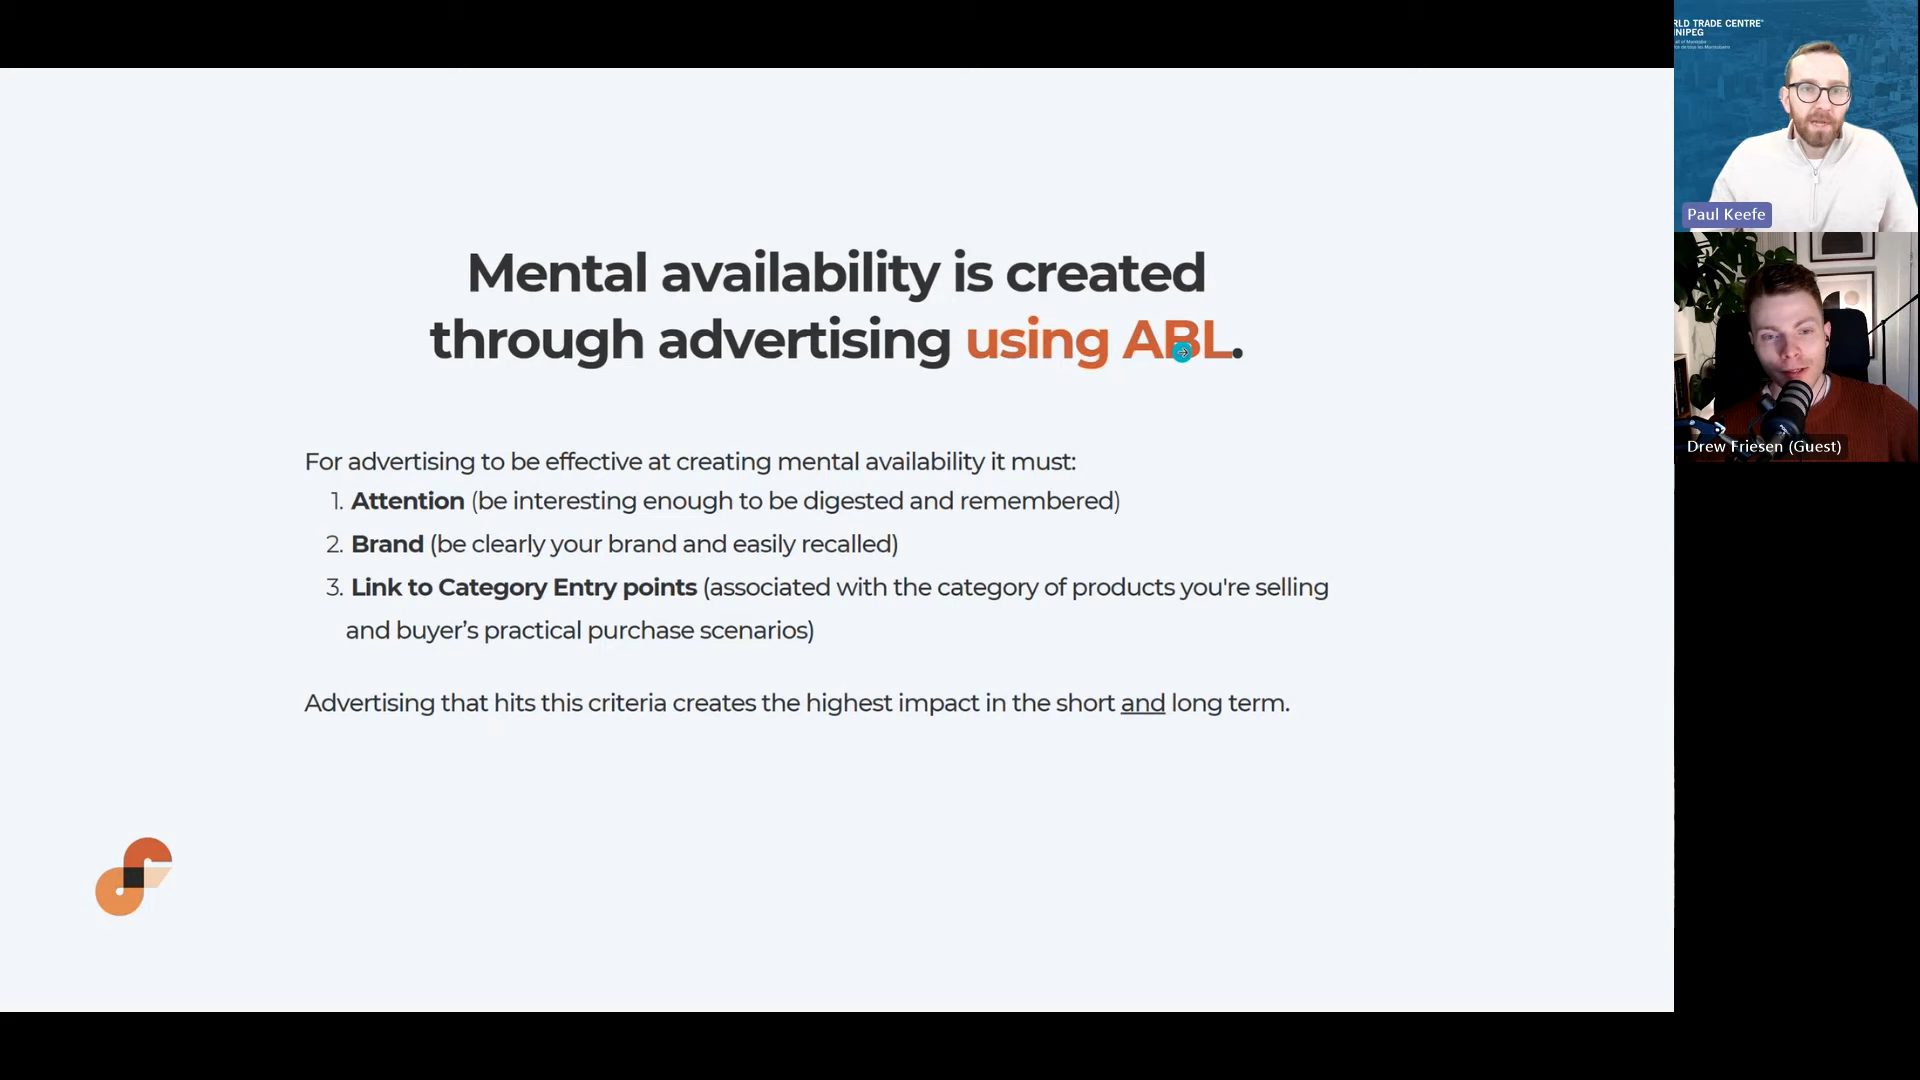 Mental availability is created
through advertising using ABL.
For advertising to be effective at creating mental availability it must:
1. Attention (be interesting enough to be digested and remembered)
2. Brand (be clearly your brand and easily recalled)
3. Link to Category Entry points (associated with the category of products you're selling
and buyer’s practical purchase scenarios)
Advertising that hits this criteria creates the highest impact in the short and long term.
RLD TRADE CENTRE
NNIPEG
Paul Keefe
Drew Friesen (Guest)